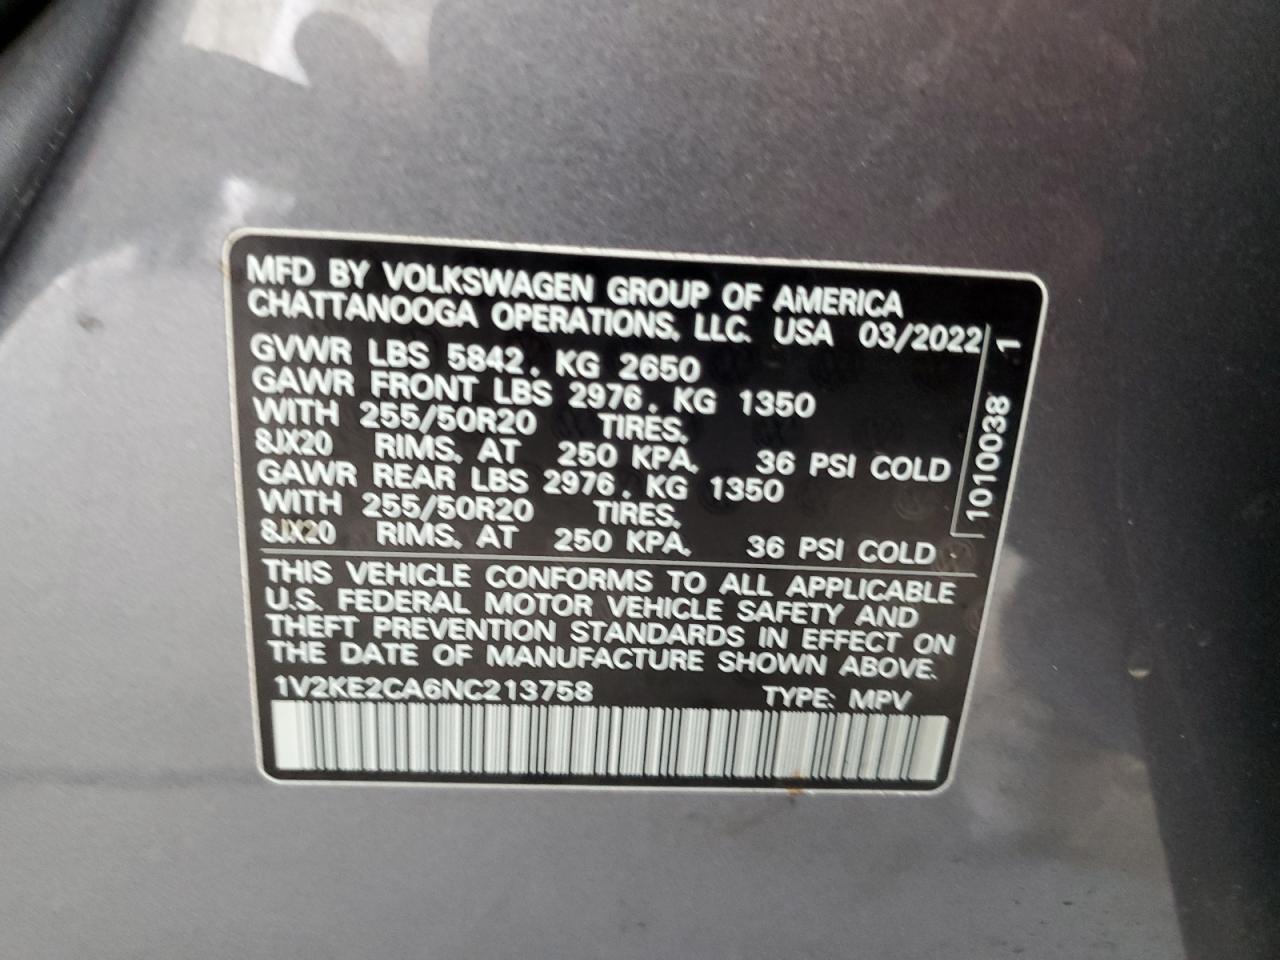 MFD BY VOLKSWAGEN GROUP OF AMERICA
CHATTANOOGA OPERATIONS, LLC. USA 03/2022
GVWR LBS 5842, KG 2650
GAWR FRONT LBS 2976, KG 1350
WITH 255/50R20 TIRES,
8JX20 RIMS, AT 250 KPA, 36 PSI COLD
GAWR REAR LBS 2976, KG 1350
WITH 255/50R20 TIRES,
8JX20 RIMS, AT 250 KPA, 36 PSI COLD
1010038 1
THIS VEHICLE CONFORMS TO ALL APPLICABLE
U.S. FEDERAL MOTOR VEHICLE SAFETY AND
THEFT PREVENTION STANDARDS IN EFFECT ON
THE DATE OF MANUFACTURE SHOWN ABOVE.
1V2KE2CA6NC213758 TYPE: MPV